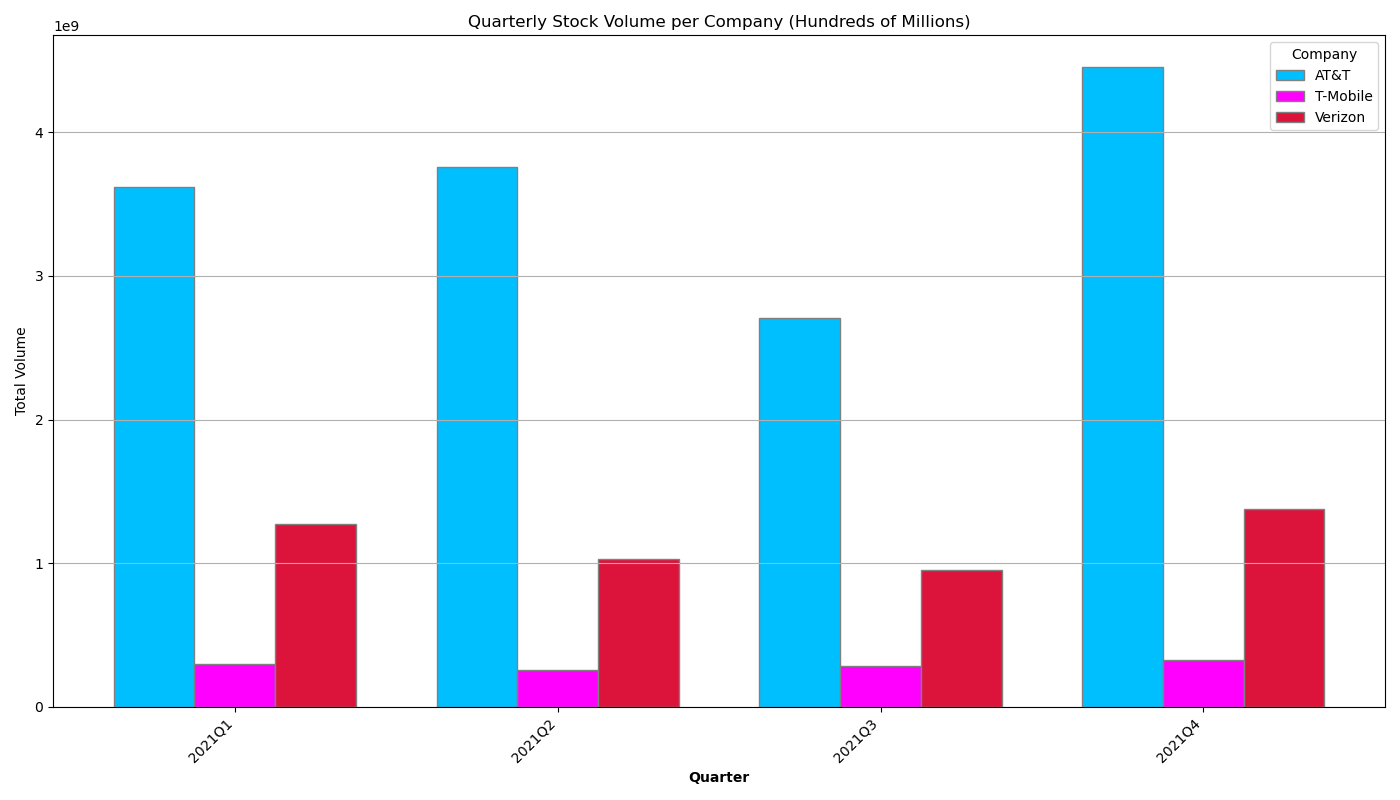 Quarterly Stock Volume per Company (Hundreds of Millions)
1e9
Company
AT&T
T-Mobile
Verizon
4
3
2
1
0
Total Volume
2021Q1
2021Q2
2021Q3
2021Q4
Quarter